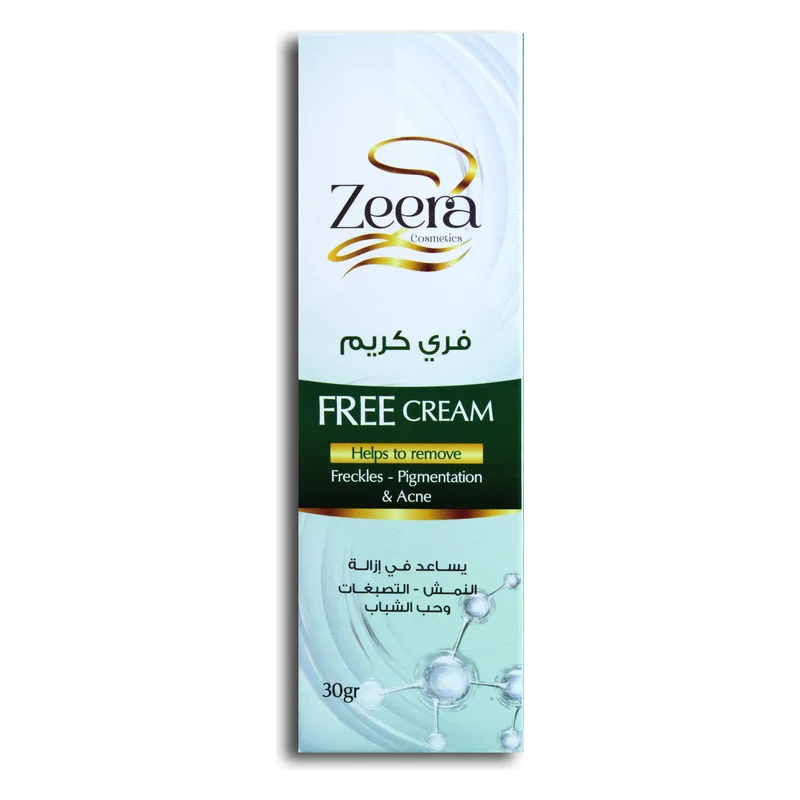 Zeera
Cosmetics
فري كريم
FREE CREAM
Helps to remove
Freckles - Pigmentation
& Acne
يساعد في إزالة
النمش - التصبغات
وحب الشباب
30gr